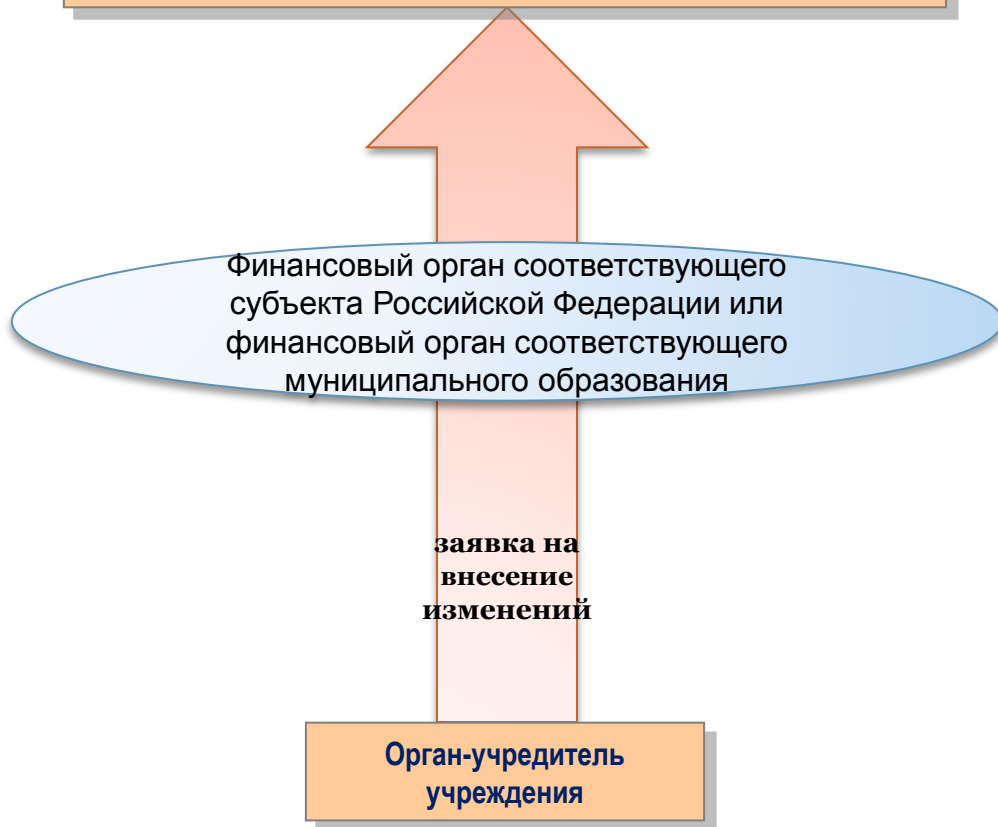 Финансовый орган соответствующего
субъекта Российской Федерации или
финансовый орган соответствующего
муниципального образования
заявка на
внесение
изменений
Орган-учредитель
учреждения